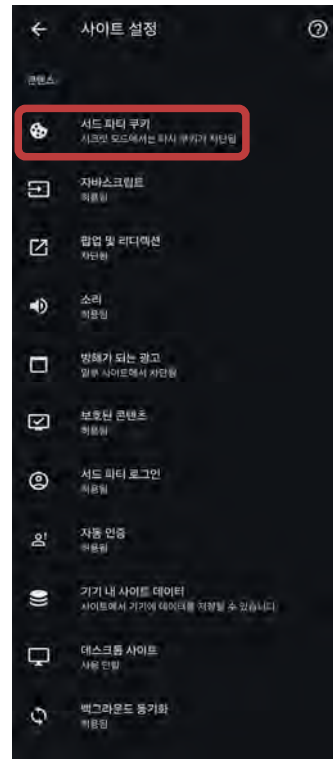 사이트 설정
콘텐츠
서드 파티 쿠키
시크릿 모드에서는 타사 쿠키가 차단됨
자바스크립트
허용됨
팝업 및 리디렉션
차단됨
소리
허용됨
방해가 되는 광고
일부 사이트에서 차단됨
보호된 콘텐츠
허용됨
서드 파티 로그인
허용됨
자동 인증
허용됨
기기 내 사이트 데이터
사이트에서 기기에 데이터를 저장할 수 있습니다
데스크톱 사이트
사용 안함
백그라운드 동기화
허용됨